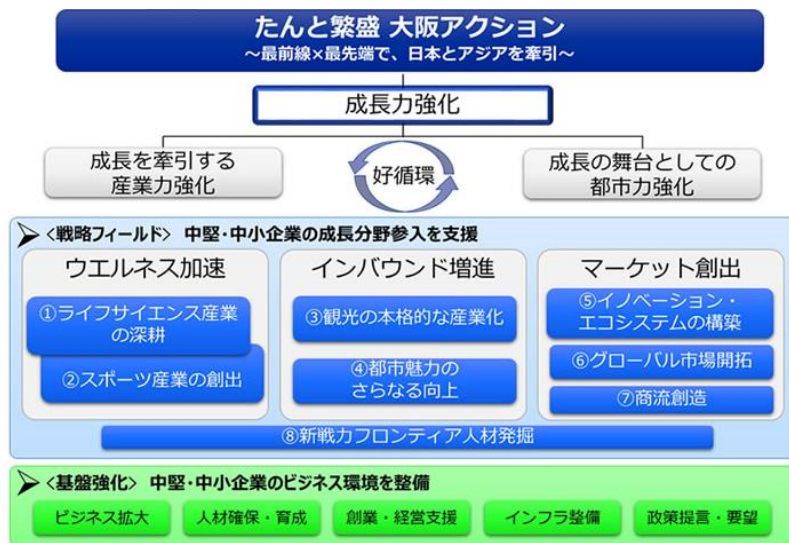 たんと繁盛 大阪アクション
～最前線×最先端で、日本とアジアを牽引～
成長力強化
成長を牽引する
産業力強化
好循環
成長の舞台としての
都市力強化
＜戦略フィールド＞ 中堅・中小企業の成長分野参入を支援
ウエルネス加速
①ライフサイエンス産業
の深耕
②スポーツ産業の創出
インバウンド増進
③観光の本格的な産業化
④都市魅力の
さらなる向上
マーケット創出
⑤イノベーション・
エコシステムの構築
⑥グローバル市場開拓
⑦商流創造
⑧新戦力フロンティア人材発掘
＜基盤強化＞ 中堅・中小企業のビジネス環境を整備
ビジネス拡大
人材確保・育成
創業・経営支援
インフラ整備
政策提言・要望